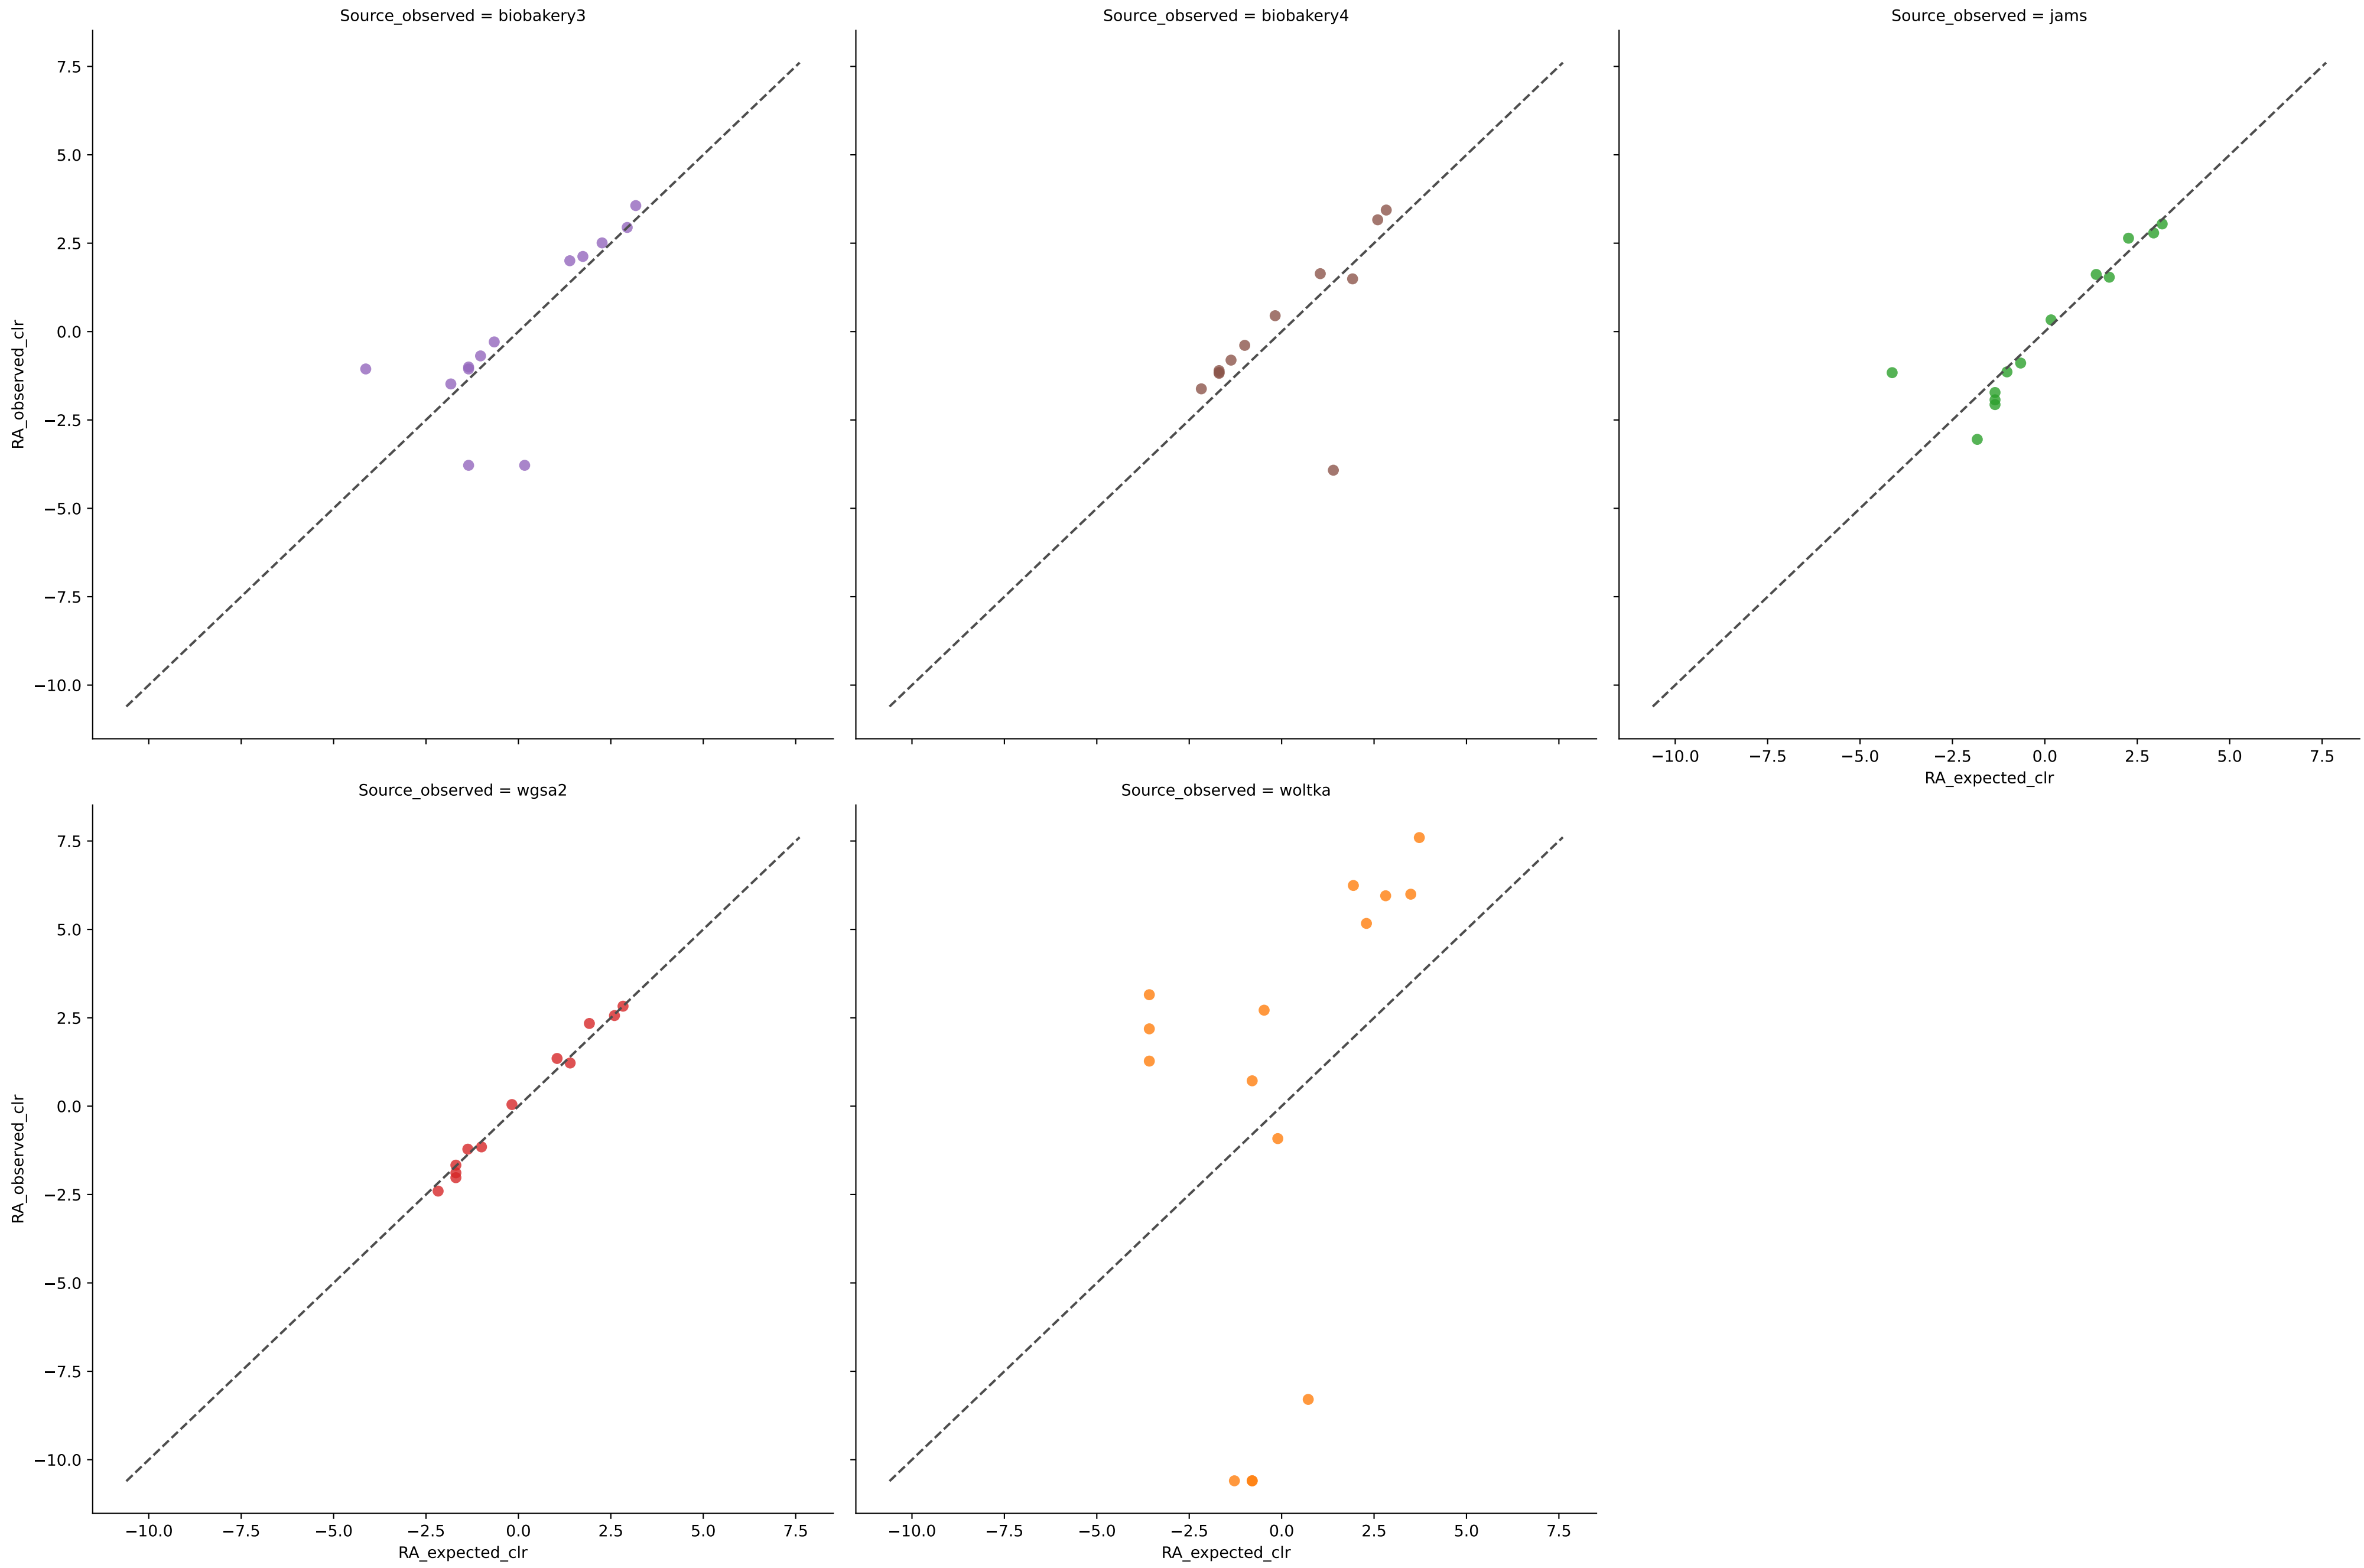 Source_observed = biobakery3
Source_observed = biobakery4
Source_observed = jams
RA_observed_clr
7.5
5.0
2.5
0.0
−2.5
−5.0
−7.5
−10.0
−10.0 −7.5 −5.0 −2.5 0.0 2.5 5.0 7.5
RA_expected_clr
Source_observed = wgsa2
Source_observed = woltka
RA_observed_clr
7.5
5.0
2.5
0.0
−2.5
−5.0
−7.5
−10.0
−10.0 −7.5 −5.0 −2.5 0.0 2.5 5.0 7.5
RA_expected_clr
−10.0 −7.5 −5.0 −2.5 0.0 2.5 5.0 7.5
RA_expected_clr